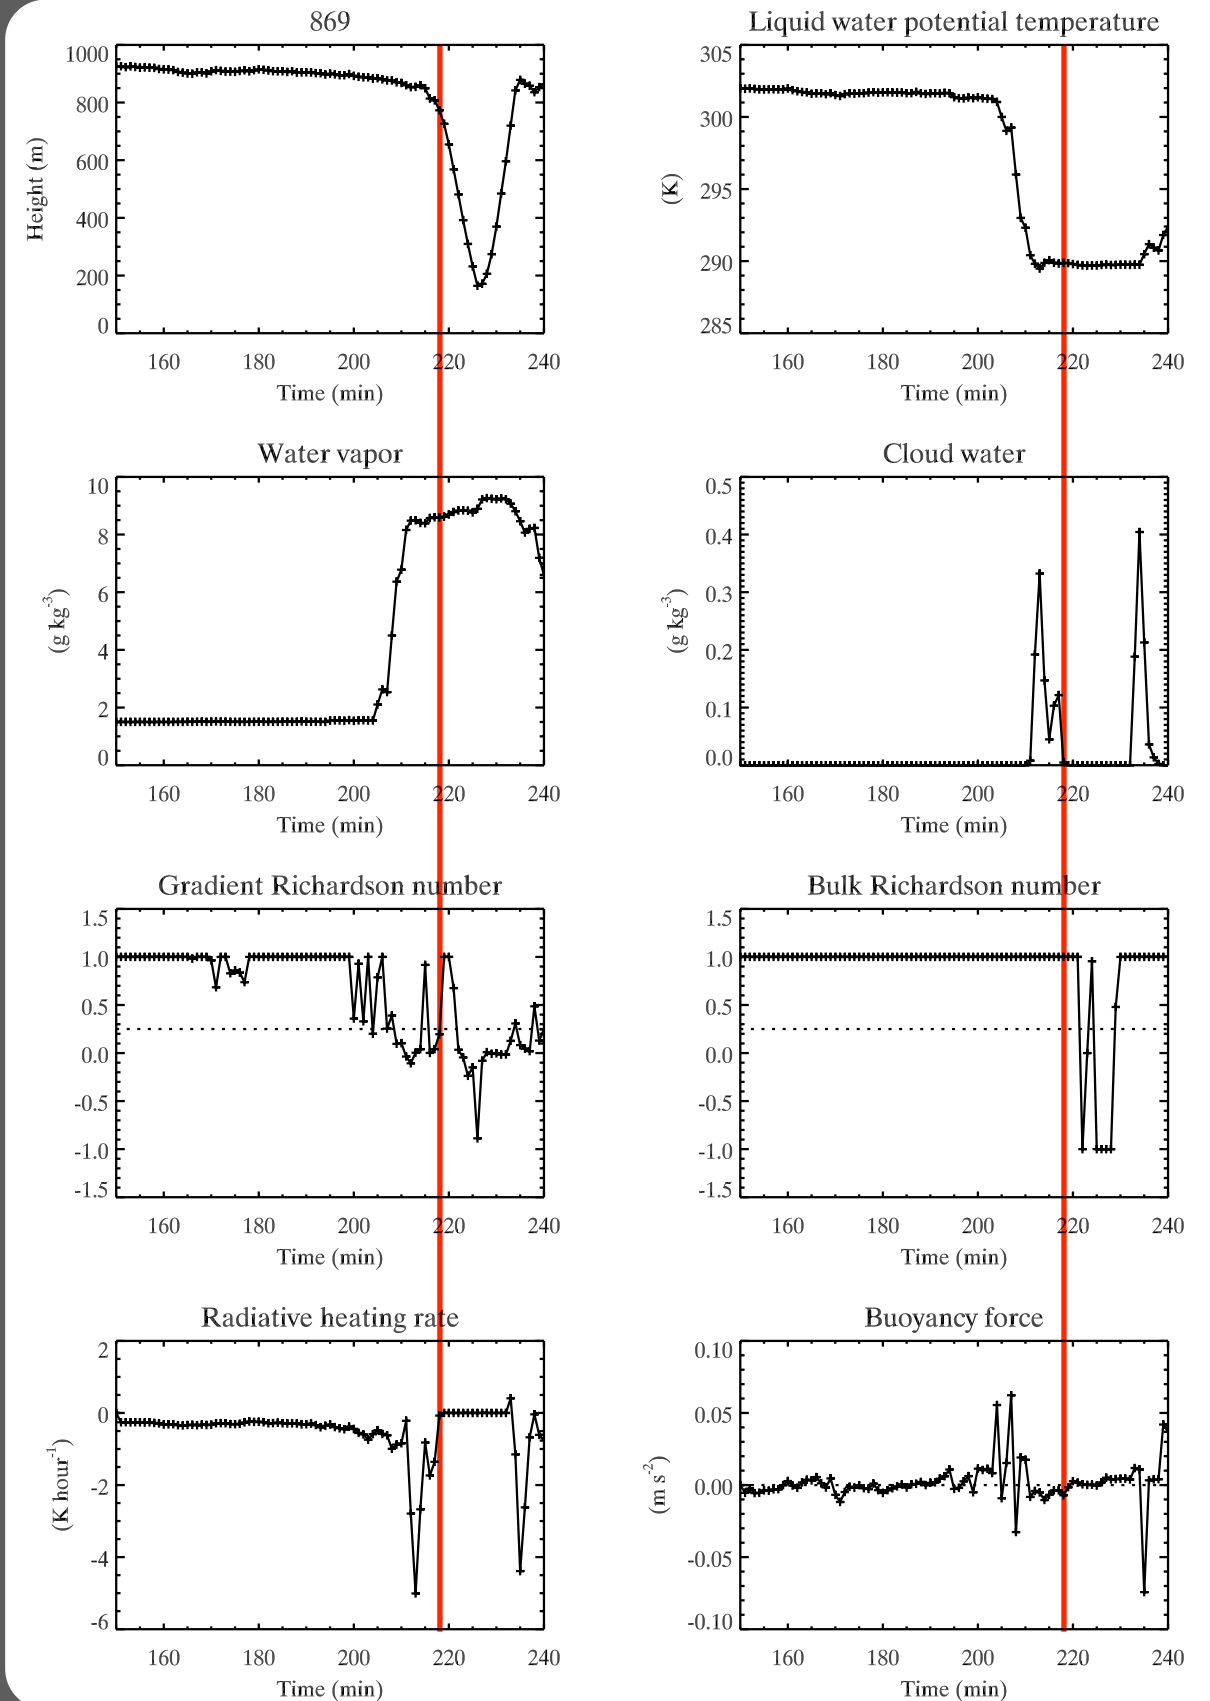 869
1000
800
600
400
200
0
Height (m)
160 180 200 220 240
Time (min)
Liquid water potential temperature
305
300
295
290
285
(K)
160 180 200 220 240
Time (min)
Water vapor
10
8
6
4
2
0
(g kg-3)
160 180 200 220 240
Time (min)
Cloud water
0.5
0.4
0.3
0.2
0.1
0.0
(g kg-3)
160 180 200 220 240
Time (min)
Gradient Richardson number
1.5
1.0
0.5
0.0
-0.5
-1.0
-1.5
160 180 200 220 240
Time (min)
Bulk Richardson number
1.5
1.0
0.5
0.0
-0.5
-1.0
-1.5
160 180 200 220 240
Time (min)
Radiative heating rate
2
0
-2
-4
-6
(K hour-1)
160 180 200 220 240
Time (min)
Buoyancy force
0.10
0.05
0.00
-0.05
-0.10
(m s-2)
160 180 200 220 240
Time (min)